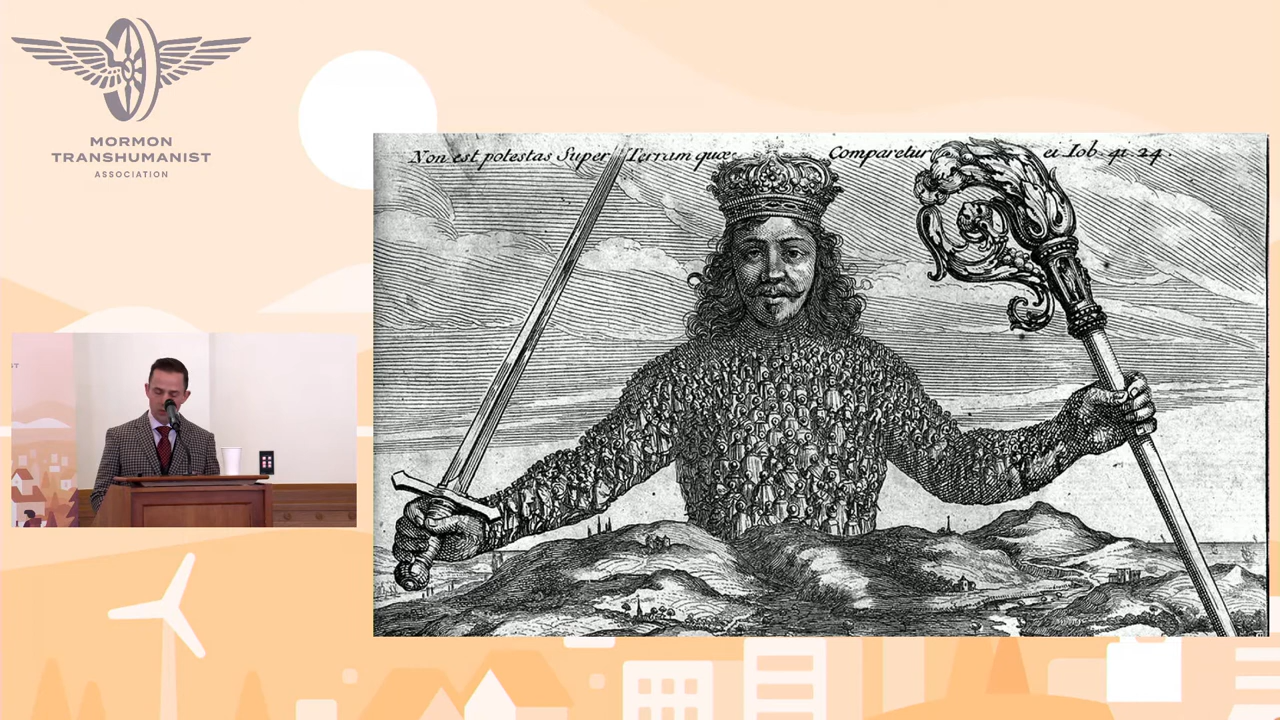 MORMON
TRANSHUMANIST
ASSOCIATION
Non est potestas Super Terram quæ Comparetur ei Iob. 41. 24.